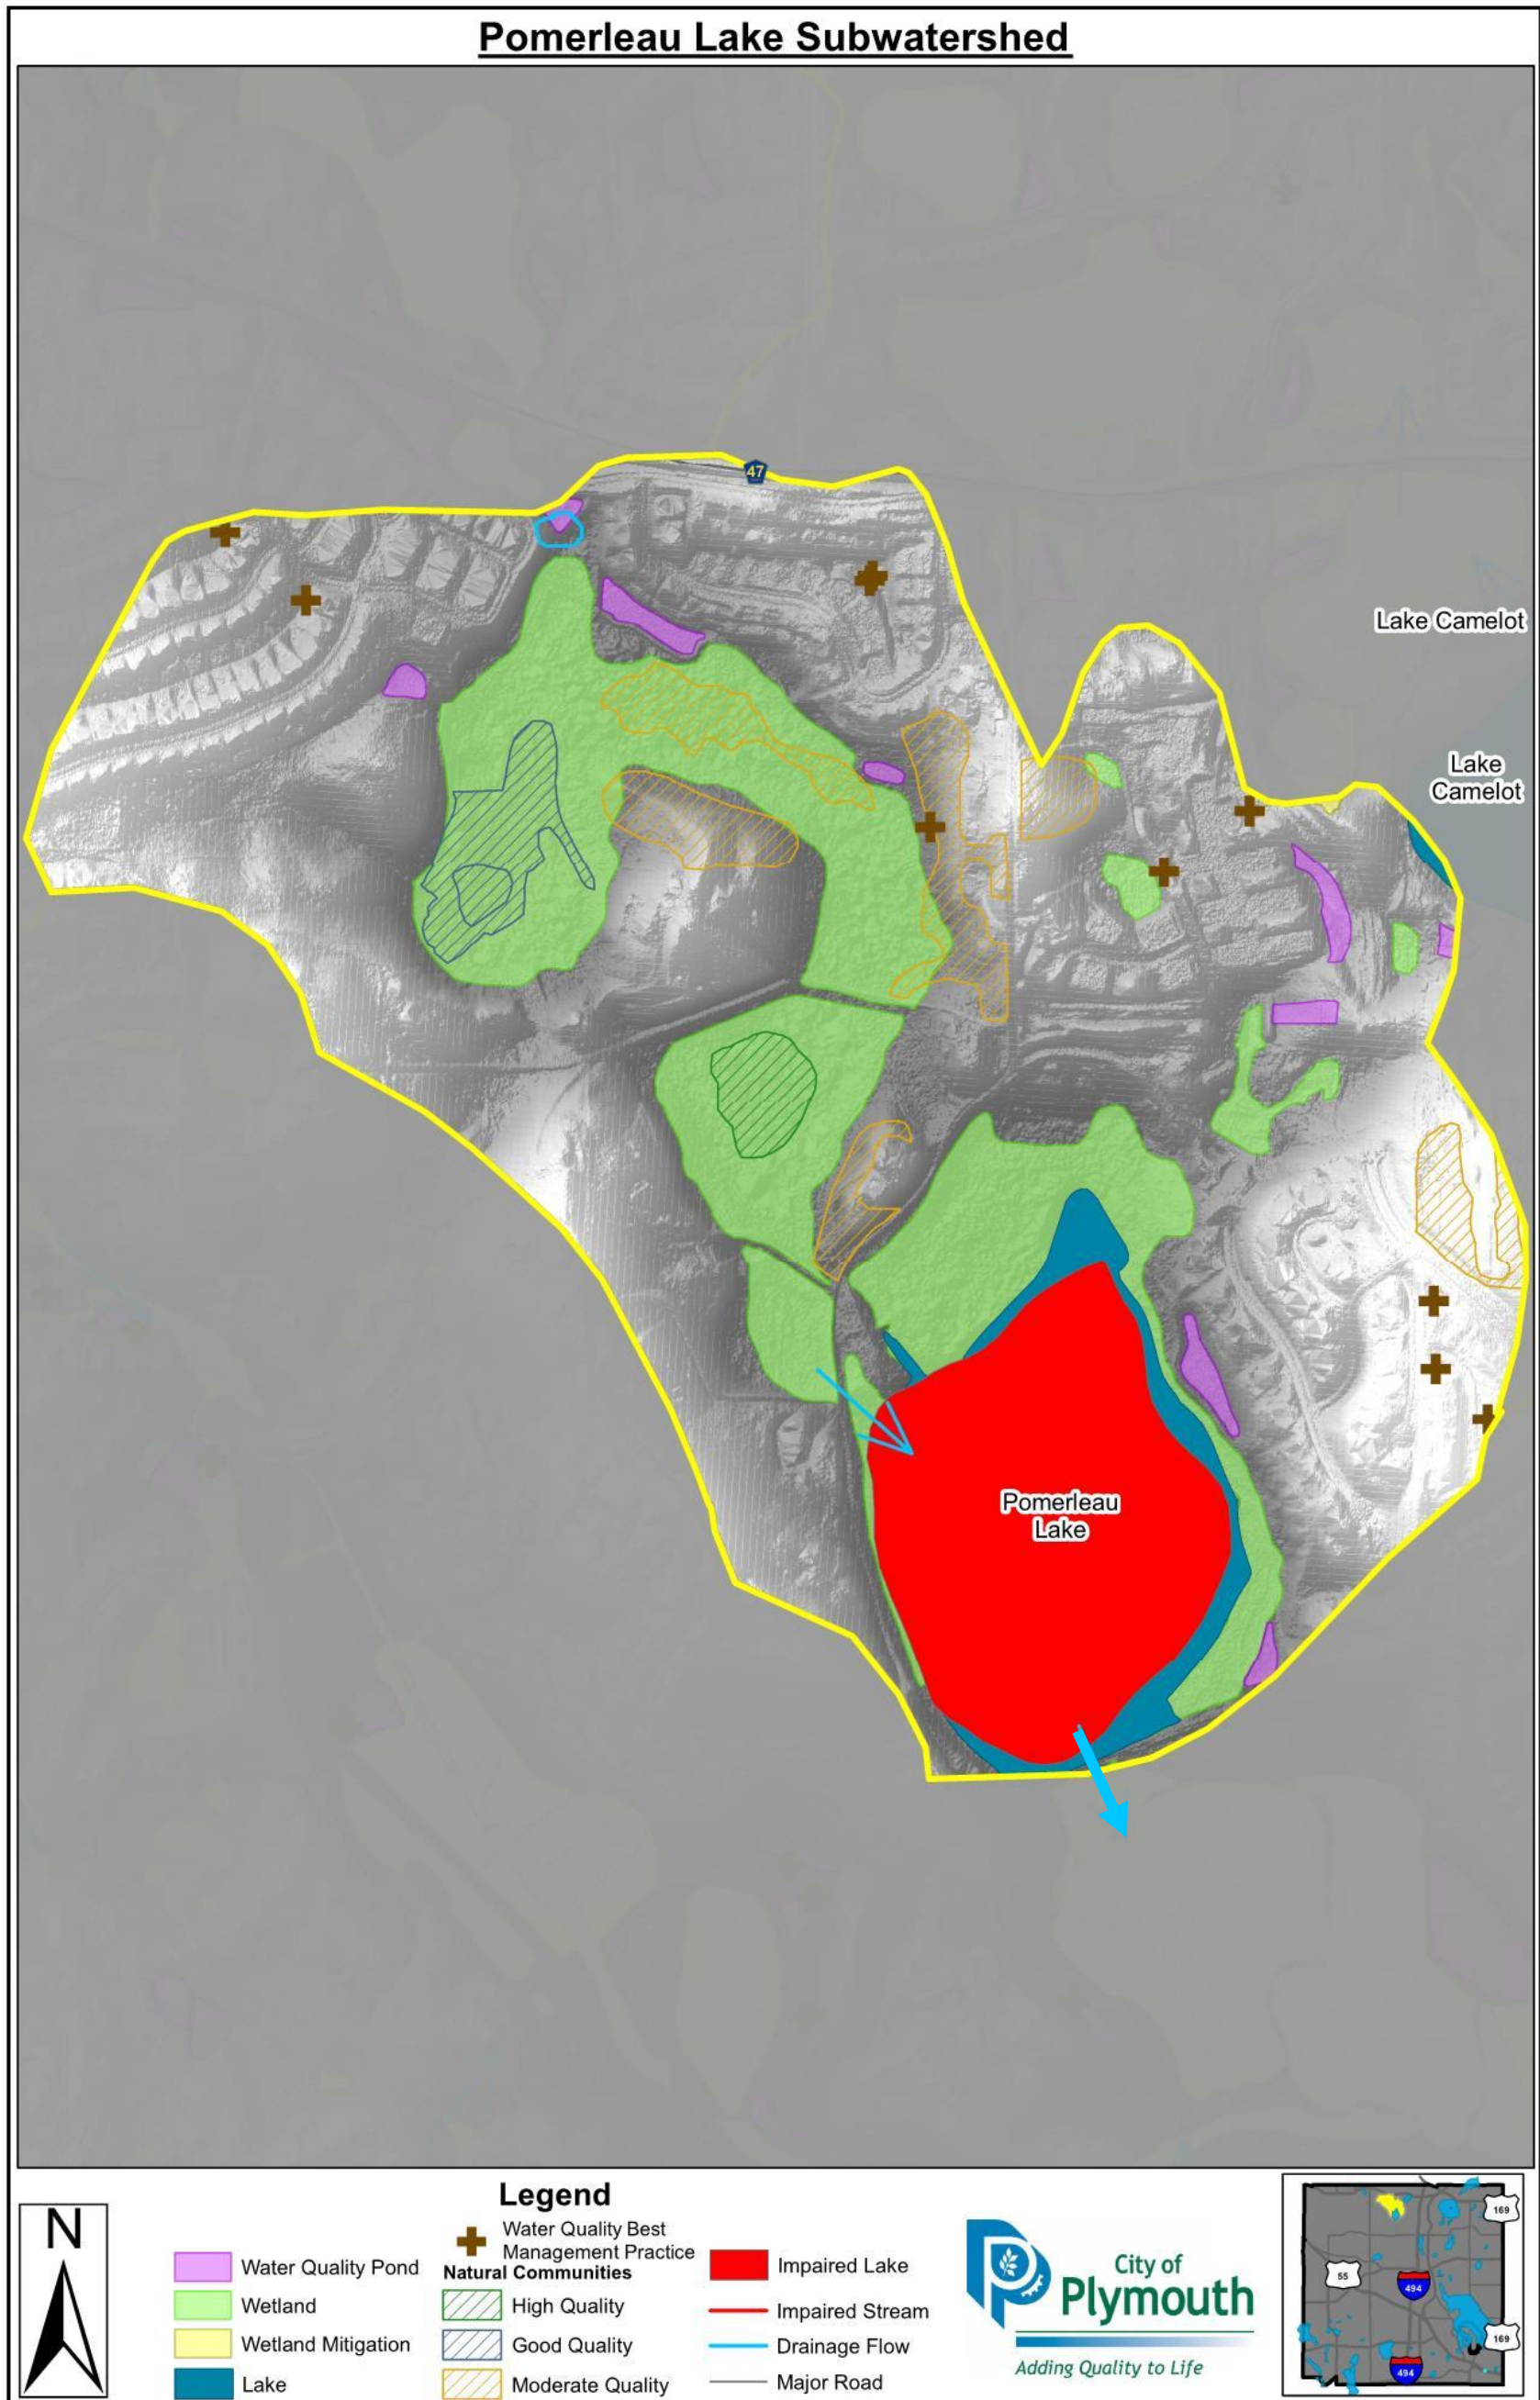 Pomerleau Lake Subwatershed
47
Lake Camelot
Lake
Camelot
Pomerleau
Lake
N
Legend
Water Quality Pond
Wetland
Wetland Mitigation
Lake
Water Quality Best
Management Practice
Natural Communities
High Quality
Good Quality
Moderate Quality
Impaired Lake
Impaired Stream
Drainage Flow
Major Road
City of
Plymouth
Adding Quality to Life
169
55
494
169
494